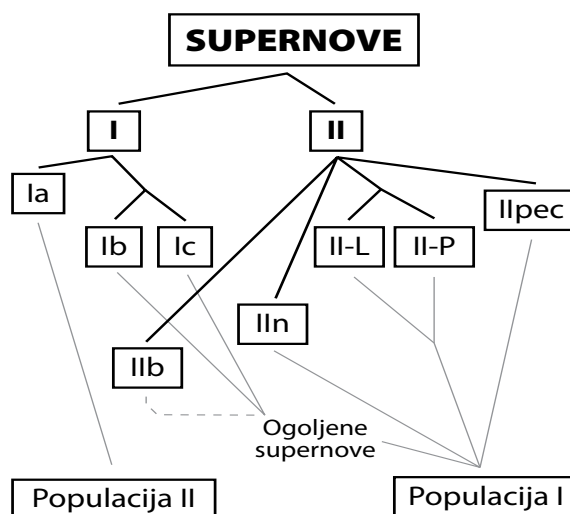 SUPERNOVE
I
II
Ia
IIpec
Ib
Ic
II-L
II-P
IIn
IIb
Ogoljene
supernove
Populacija II
Populacija I